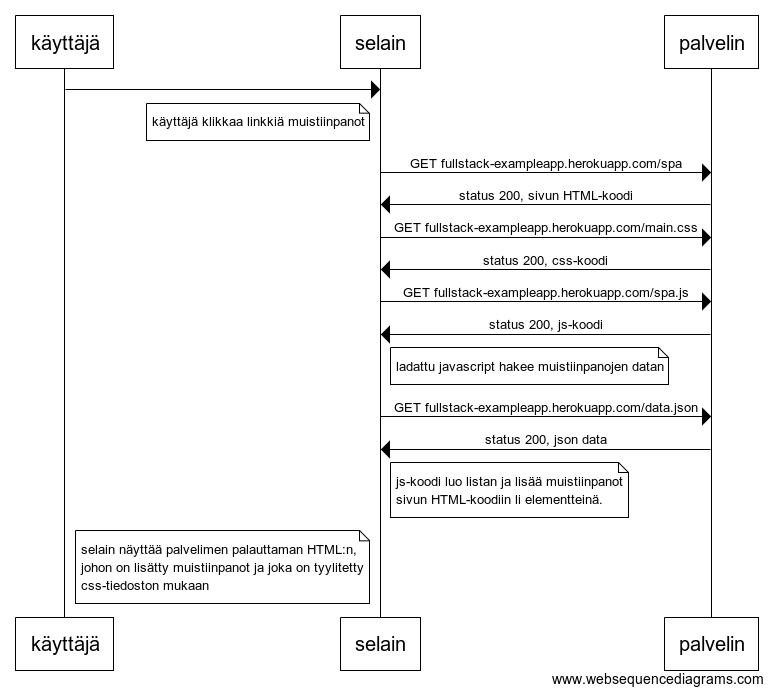 käyttäjä
selain
palvelin
käyttäjä klikkaa linkkiä muistiinpanot
GET fullstack-exampleapp.herokuapp.com/spa
status 200, sivun HTML-koodi
GET fullstack-exampleapp.herokuapp.com/main.css
status 200, css-koodi
GET fullstack-exampleapp.herokuapp.com/spa.js
status 200, js-koodi
ladattu javascript hakee muistiinpanojen datan
GET fullstack-exampleapp.herokuapp.com/data.json
status 200, json data
js-koodi luo listan ja lisää muistiinpanot
sivun HTML-koodiin li elementteinä.
selain näyttää palvelimen palauttaman HTML:n,
johon on lisätty muistiinpanot ja joka on tyylitetty
css-tiedoston mukaan
käyttäjä
selain
palvelin
www.websequencediagrams.com